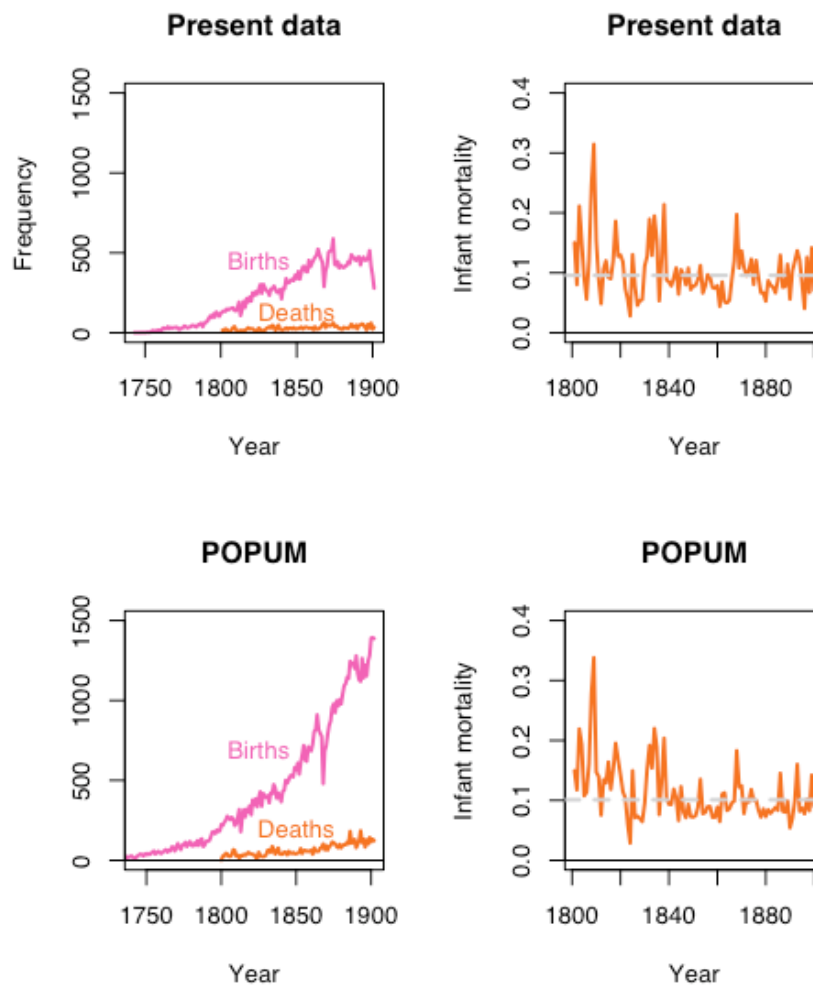 Present data
Frequency
1500
1000
500
0
Births
Deaths
1750 1800 1850 1900
Year
Present data
Infant mortality
0.4
0.3
0.2
0.1
0.0
1800 1840 1880
Year
POPUM
1500
1000
500
0
Births
Deaths
1750 1800 1850 1900
Year
POPUM
Infant mortality
0.4
0.3
0.2
0.1
0.0
1800 1840 1880
Year